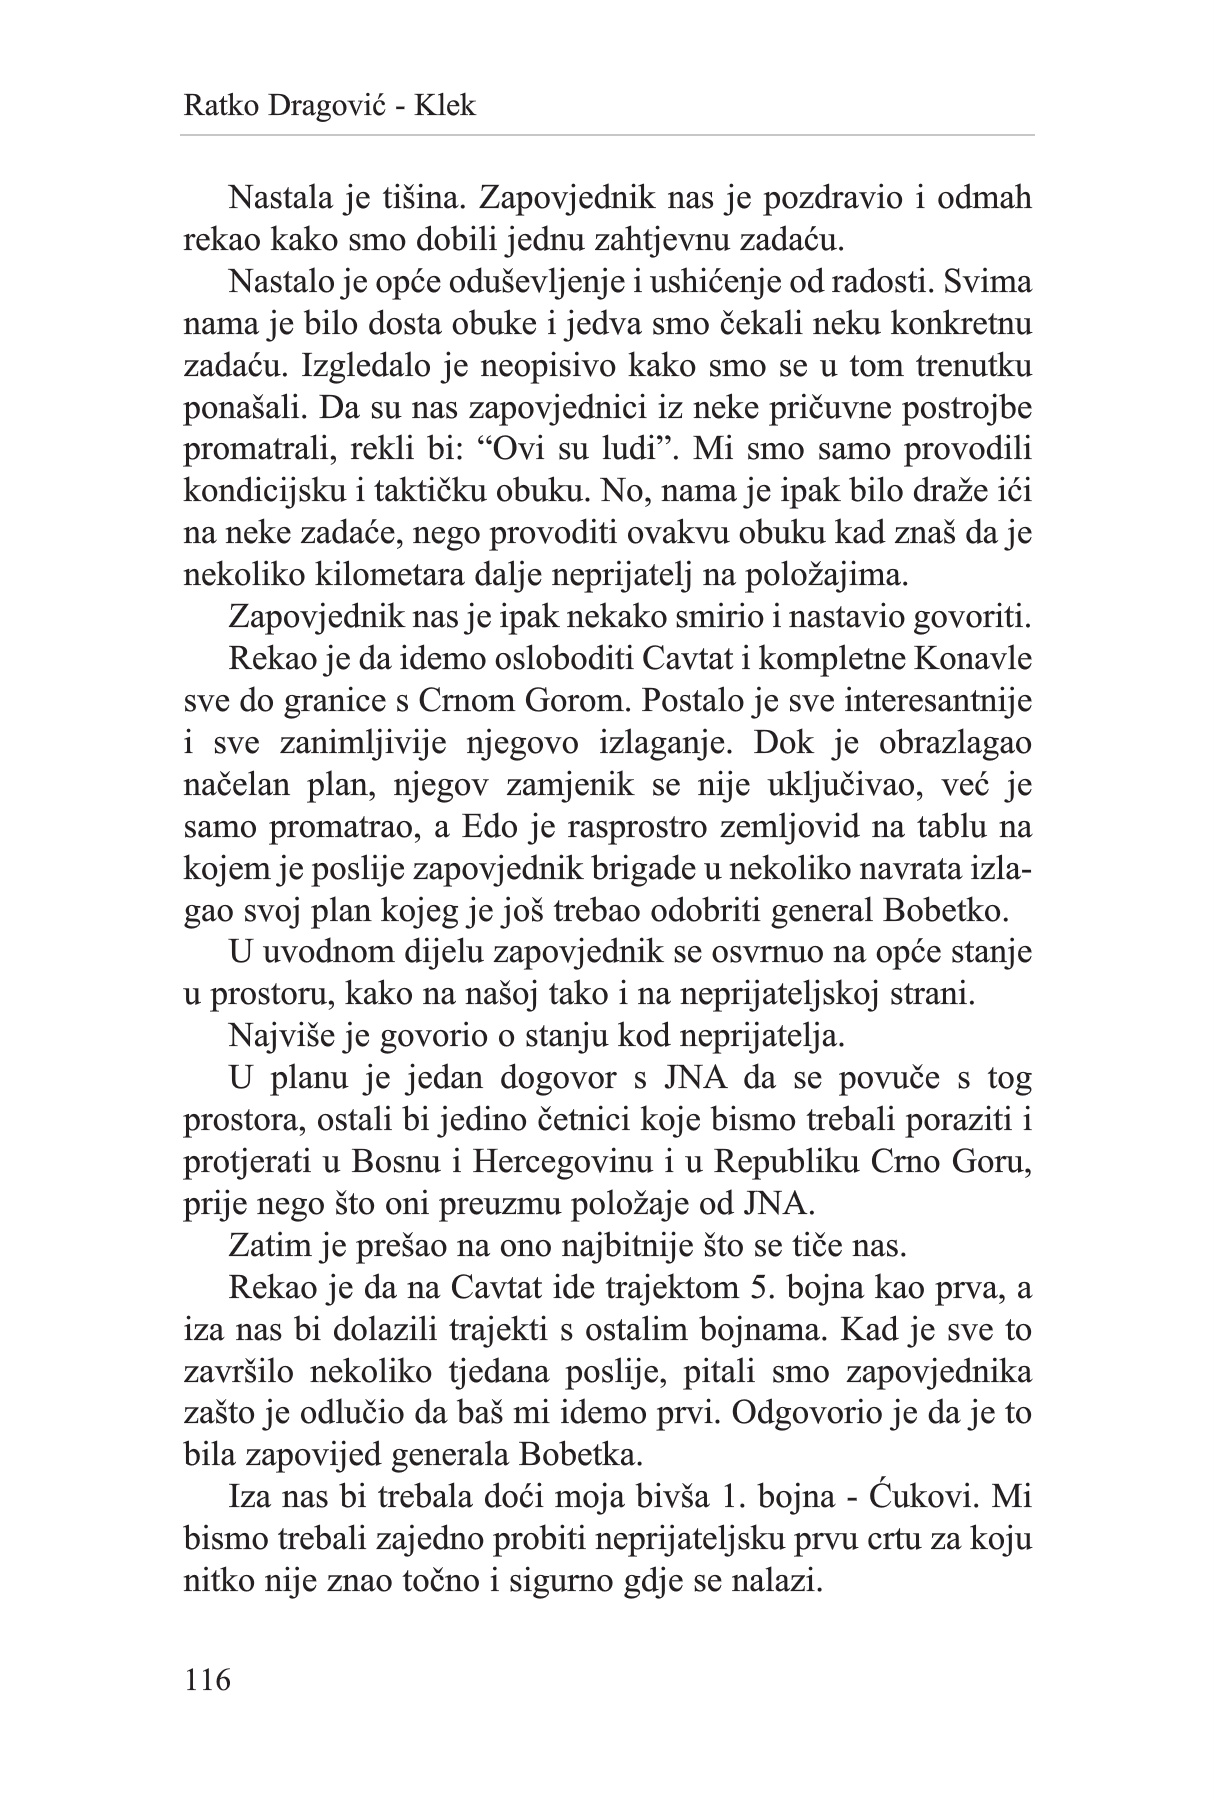 Ratko Dragović - Klek
Nastala je tišina. Zapovjednik nas je pozdravio i odmah
rekao kako smo dobili jednu zahtjevnu zadaću.
Nastalo je opće oduševljenje i ushićenje od radosti. Svima
nama je bilo dosta obuke i jedva smo čekali neku konkretnu
zadaću. Izgledalo je neopisivo kako smo se u tom trenutku
ponašali. Da su nas zapovjednici iz neke pričuvne postrojbe
promatrali, rekli bi: “Ovi su ludi”. Mi smo samo provodili
kondicijsku i taktičku obuku. No, nama je ipak bilo draže ići
na neke zadaće, nego provoditi ovakvu obuku kad znaš da je
nekoliko kilometara dalje neprijatelj na položajima.
Zapovjednik nas je ipak nekako smirio i nastavio govoriti.
Rekao je da idemo osloboditi Cavtat i kompletne Konavle
sve do granice s Crnom Gorom. Postalo je sve interesantnije
i sve zanimljivije njegovo izlaganje. Dok je obrazlagao
načelan plan, njegov zamjenik se nije uključivao, već je
samo promatrao, a Edo je rasprostro zemljovid na tablu na
kojem je poslije zapovjednik brigade u nekoliko navrata izla-
gao svoj plan kojeg je još trebao odobriti general Bobetko.
U uvodnom dijelu zapovjednik se osvrnuo na opće stanje
u prostoru, kako na našoj tako i na neprijateljskoj strani.
Najviše je govorio o stanju kod neprijatelja.
U planu je jedan dogovor s JNA da se povuče s tog
prostora, ostali bi jedino četnici koje bismo trebali poraziti i
protjerati u Bosnu i Hercegovinu i u Republiku Crno Goru,
prije nego što oni preuzmu položaje od JNA.
Zatim je prešao na ono najbitnije što se tiče nas.
Rekao je da na Cavtat ide trajektom 5. bojna kao prva, a
iza nas bi dolazili trajekti s ostalim bojnama. Kad je sve to
završilo nekoliko tjedana poslije, pitali smo zapovjednika
zašto je odlučio da baš mi idemo prvi. Odgovorio je da je to
bila zapovijed generala Bobetka.
Iza nas bi trebala doći moja bivša 1. bojna - Ćukovi. Mi
bismo trebali zajedno probiti neprijateljsku prvu crtu za koju
nitko nije znao točno i sigurno gdje se nalazi.
116